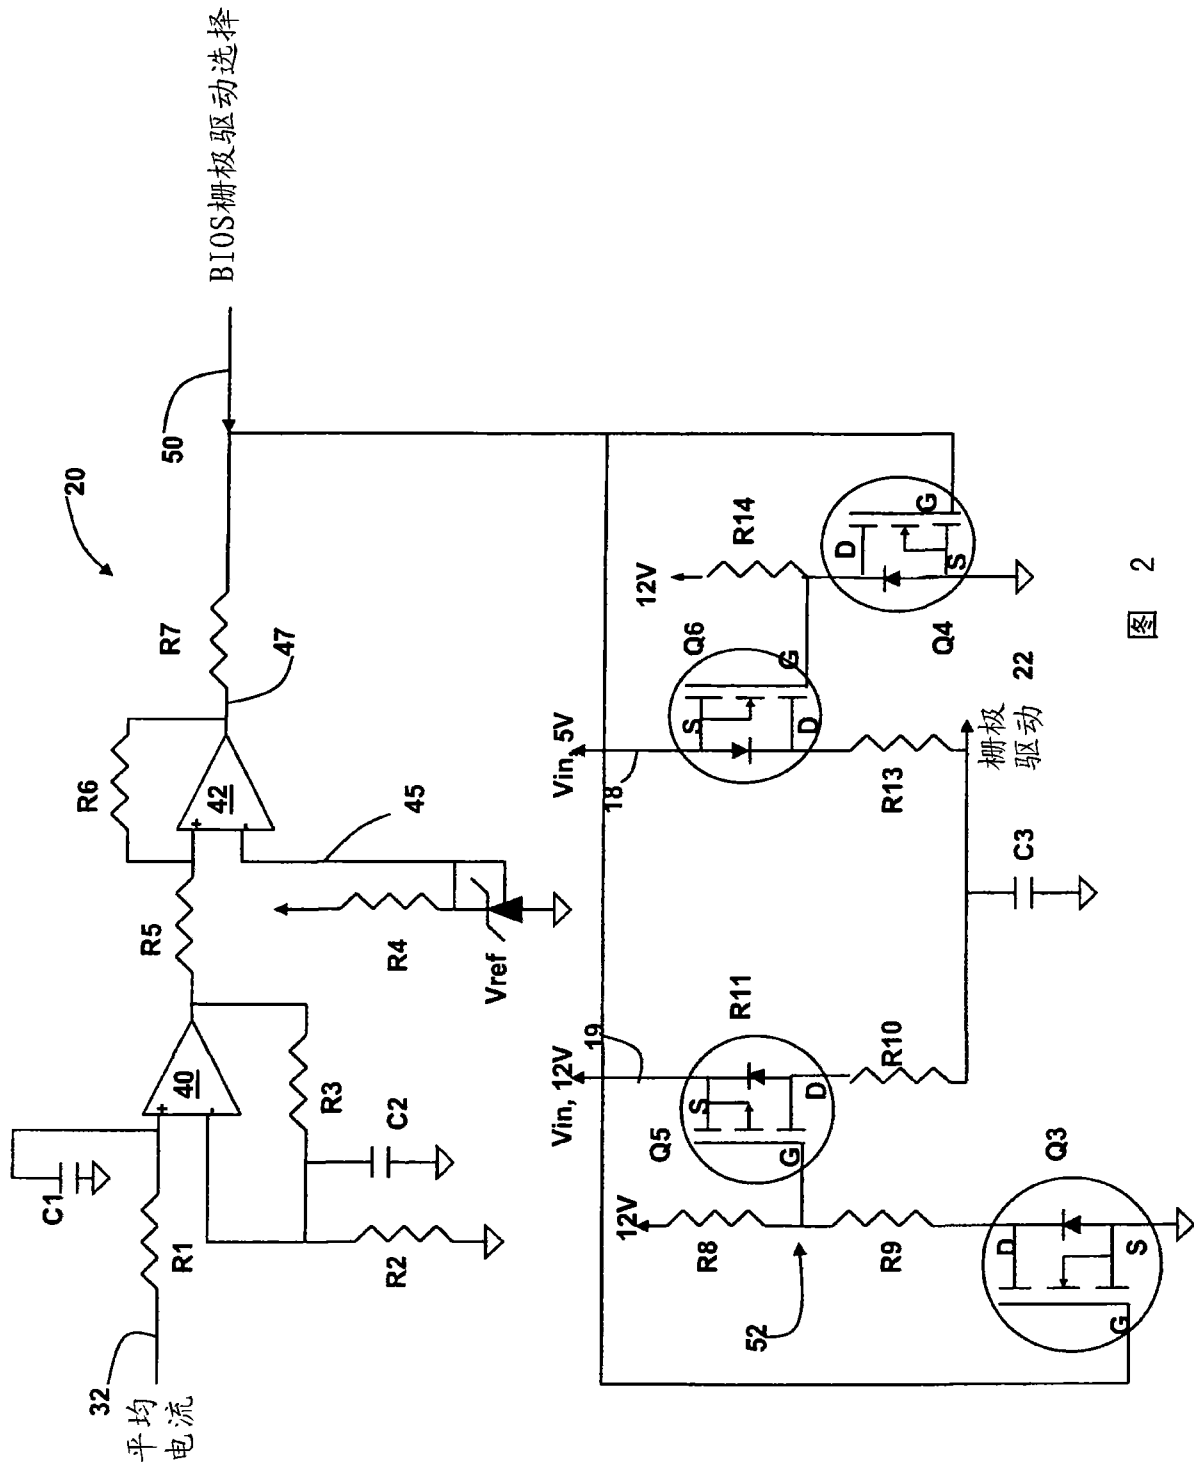 20
BIOS栅极驱动选择
50
R6
R7
47
42
+
-
R5
C1
+
-
40
R1
32
平均
电流
R3
C2
R2
R4
45
Vref
12V
R14
Q6
G
S
D
Vin, 5V
18
D
G
S
Q4
22
栅极
驱动
R13
C3
Vin, 12V
19
R11
Q5
S
D
G
R10
12V
R8
R9
52
Q3
D
S
G
图 2